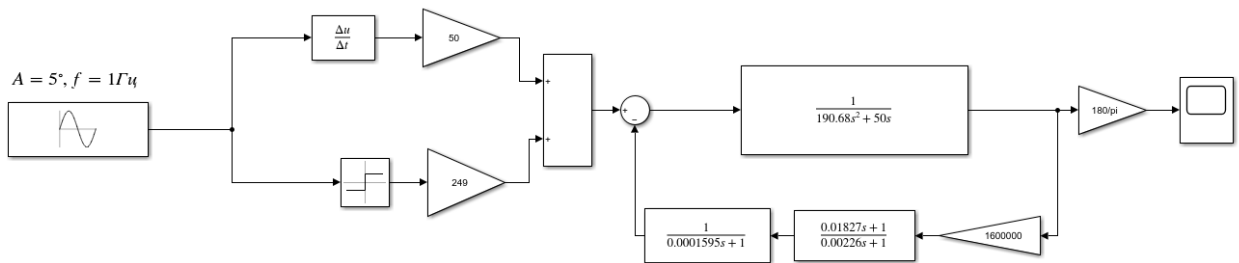 A = 5°, f = 1Гц
Δu
Δt
50
+
+
249
+
−
1
190.68s² + 50s
180/pi
1
0.0001595s + 1
0.01827s + 1
0.00226s + 1
1600000